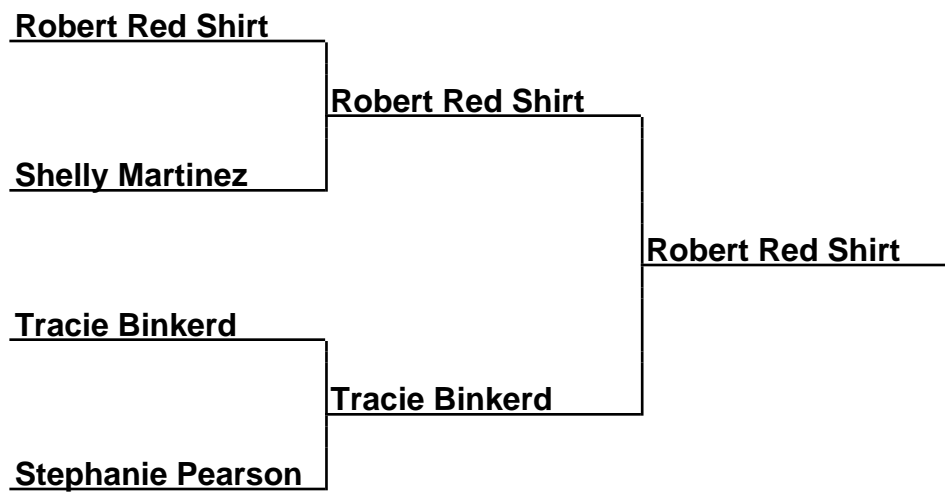 Robert Red Shirt
Robert Red Shirt
Shelly Martinez
Robert Red Shirt
Tracie Binkerd
Tracie Binkerd
Stephanie Pearson